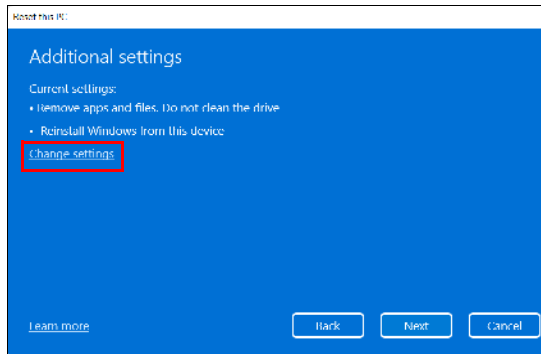 Reset this PC
Additional settings
Current settings:
• Remove apps and files. Do not clean the drive
• Reinstall Windows from this device
Change settings
Learn more
Back
Next
Cancel